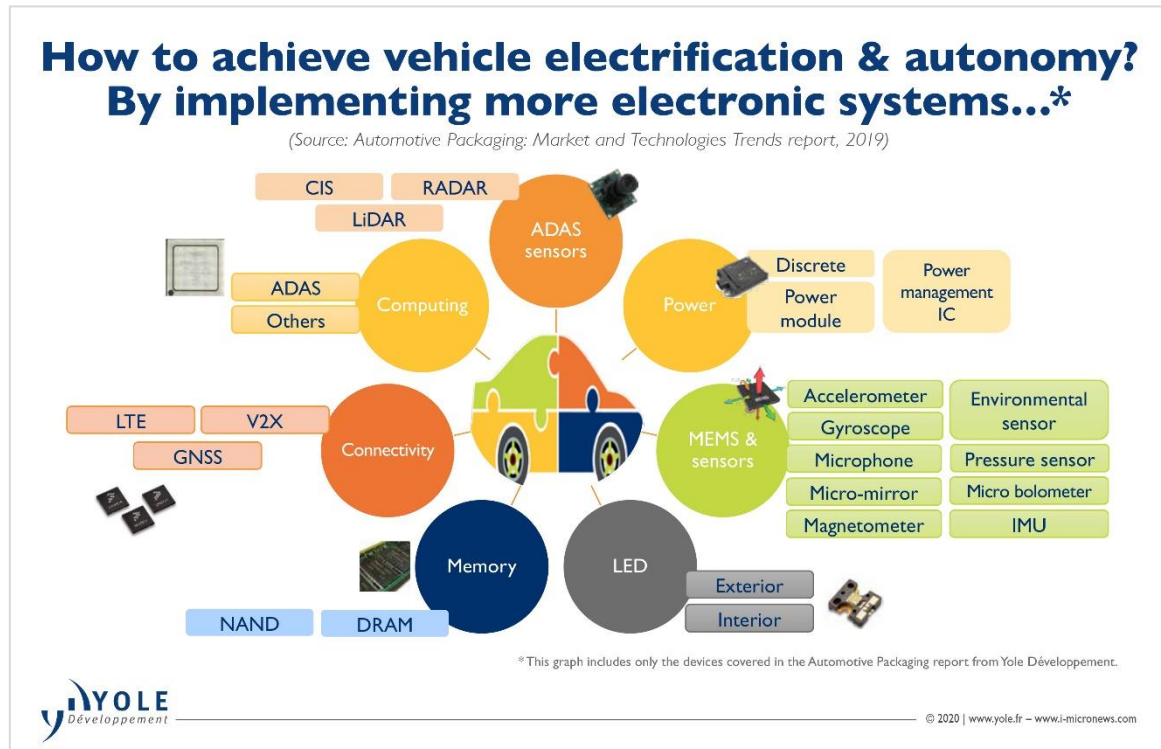 How to achieve vehicle electrification & autonomy?
By implementing more electronic systems...*
(Source: Automotive Packaging: Market and Technologies Trends report, 2019)
CIS
RADAR
LiDAR
ADAS
sensors
ADAS
Others
Computing
Power
Discrete
Power
module
Power
management
IC
LTE
V2X
GNSS
Connectivity
MEMS &
sensors
Accelerometer
Gyroscope
Microphone
Micro-mirror
Magnetometer
Environmental
sensor
Pressure sensor
Micro bolometer
IMU
Memory
NAND
DRAM
LED
Exterior
Interior
* This graph includes only the devices covered in the Automotive Packaging report from Yole Développement.
YOLE
Développement
© 2020 | www.yole.fr – www.i-micronews.com